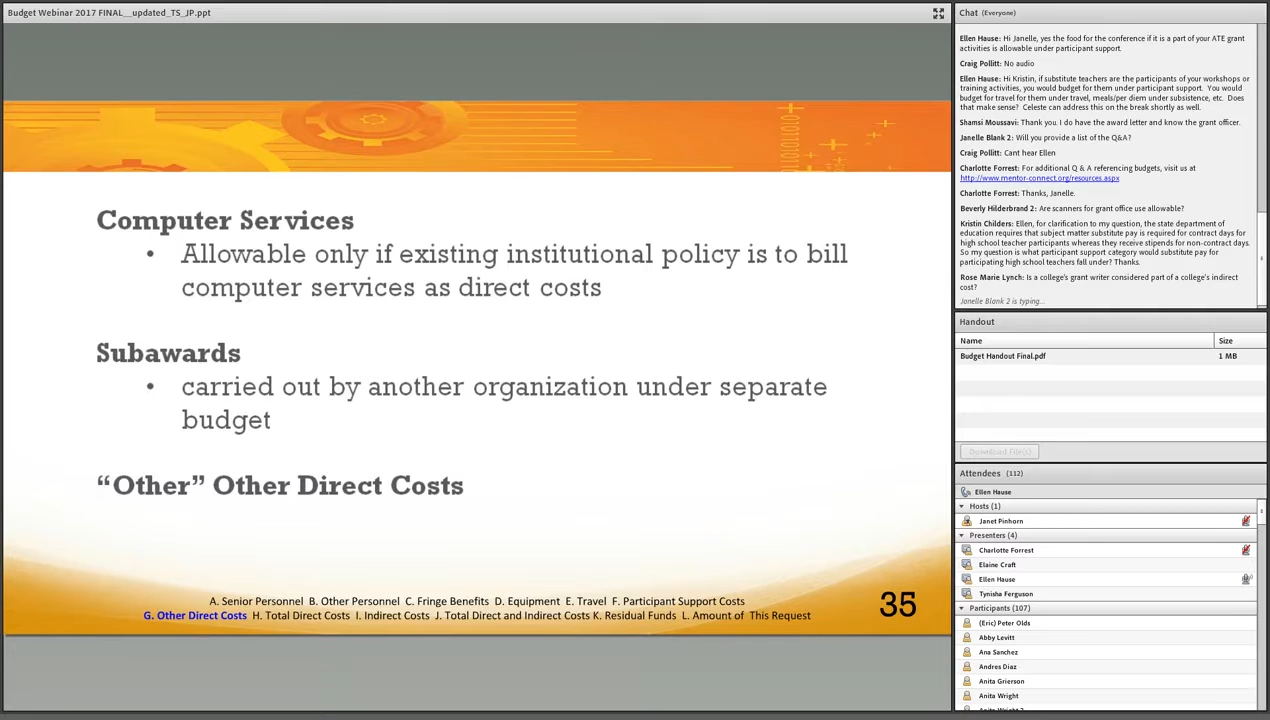 Budget Webinar 2017 FINAL__updated_TS_JP.ppt
Computer Services
• Allowable only if existing institutional policy is to bill
computer services as direct costs
Subawards
• carried out by another organization under separate
budget
“Other” Other Direct Costs
A. Senior Personnel B. Other Personnel C. Fringe Benefits D. Equipment E. Travel F. Participant Support Costs
G. Other Direct Costs H. Total Direct Costs I. Indirect Costs J. Total Direct and Indirect Costs K. Residual Funds L. Amount of This Request
35
Chat (Everyone)
Ellen Hause: Hi Janelle, yes the food for the conference if it is a part of your ATE grant
activities is allowable under participant support.
Craig Pollitt: No audio
Ellen Hause: Hi Kristin, if substitute teachers are the participants of your workshops or
training activities, you would budget for them under participant support. You would
budget for travel for them under travel, meals/per diem under subsistence, etc. Does
that make sense? Celeste can address this on the break shortly as well.
Shamsi Moussavi: Thank you. I do have the award letter and know the grant officer.
Janelle Blank 2: Will you provide a list of the Q&A?
Craig Pollitt: Cant hear Ellen
Charlotte Forrest: For additional Q & A referencing budgets, visit us at
http://www.mentor-connect.org/resources.aspx
Charlotte Forrest: Thanks, Janelle.
Beverly Hilderbrand 2: Are scanners for grant office use allowable?
Kristin Childers: Ellen, for clarification to my question, the state department of
education requires that subject matter substitute pay is required for contract days for
high school teacher participants whereas they receive stipends for non-contract days.
So my question is what participant support category would substitute pay for
participating high school teachers fall under? Thanks.
Rose Marie Lynch: Is a college's grant writer considered part of a college's indirect
cost?
Janelle Blank 2 is typing...
Handout
Name Size
Budget Handout Final.pdf 1 MB
Download File(s)
Attendees (112)
Ellen Hause
Hosts (1)
Janet Pinhorn
Presenters (4)
Charlotte Forrest
Elaine Craft
Ellen Hause
Tynisha Ferguson
Participants (107)
(Eric) Peter Olds
Abby Levitt
Ana Sanchez
Andres Diaz
Anita Grierson
Anita Wright
Anita Wright 2